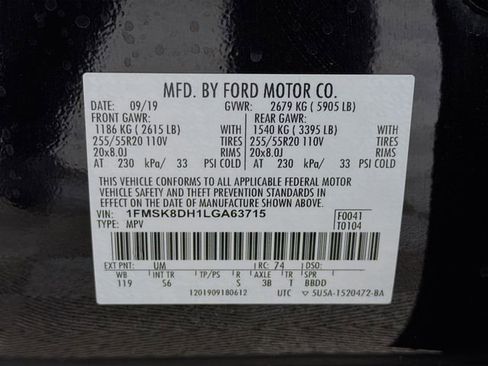 MFD. BY FORD MOTOR CO.
DATE: 09/19 GVWR: 2679 KG ( 5905 LB)
FRONT GAWR: REAR GAWR:
1186 KG ( 2615 LB) WITH 1540 KG ( 3395 LB) WITH
255/55R20 110V TIRES 255/55R20 110V TIRES
20x8.0J RIMS 20x8.0J RIMS
AT 230 kPa/ 33 PSI COLD AT 230 kPa/ 33 PSI COLD
THIS VEHICLE CONFORMS TO ALL APPLICABLE FEDERAL MOTOR
VEHICLE SAFETY AND BUMPER STANDARDS AND THEFT PREVENTION
STANDARDS IN EFFECT ON THE DATE OF MANUFACTURE SHOWN ABOVE.
VIN: 1FMSK8DH1LGA63715 F0041
TYPE: MPV T0104
EXT PNT: UM RC: 74 DSO:
WB INT TR TP/PS R AXLE TR SPR
119 S6 S 3B T BBDD
1201909180612 UTC ▽ 5U5A-1520472-BA